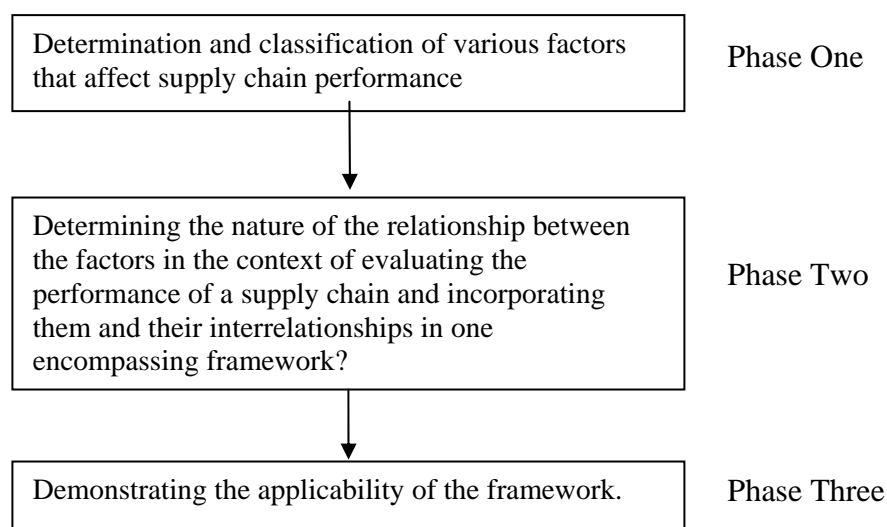 Determination and classification of various factors
that affect supply chain performance
Phase One
Determining the nature of the relationship between
the factors in the context of evaluating the
performance of a supply chain and incorporating
them and their interrelationships in one
encompassing framework?
Phase Two
Demonstrating the applicability of the framework.
Phase Three